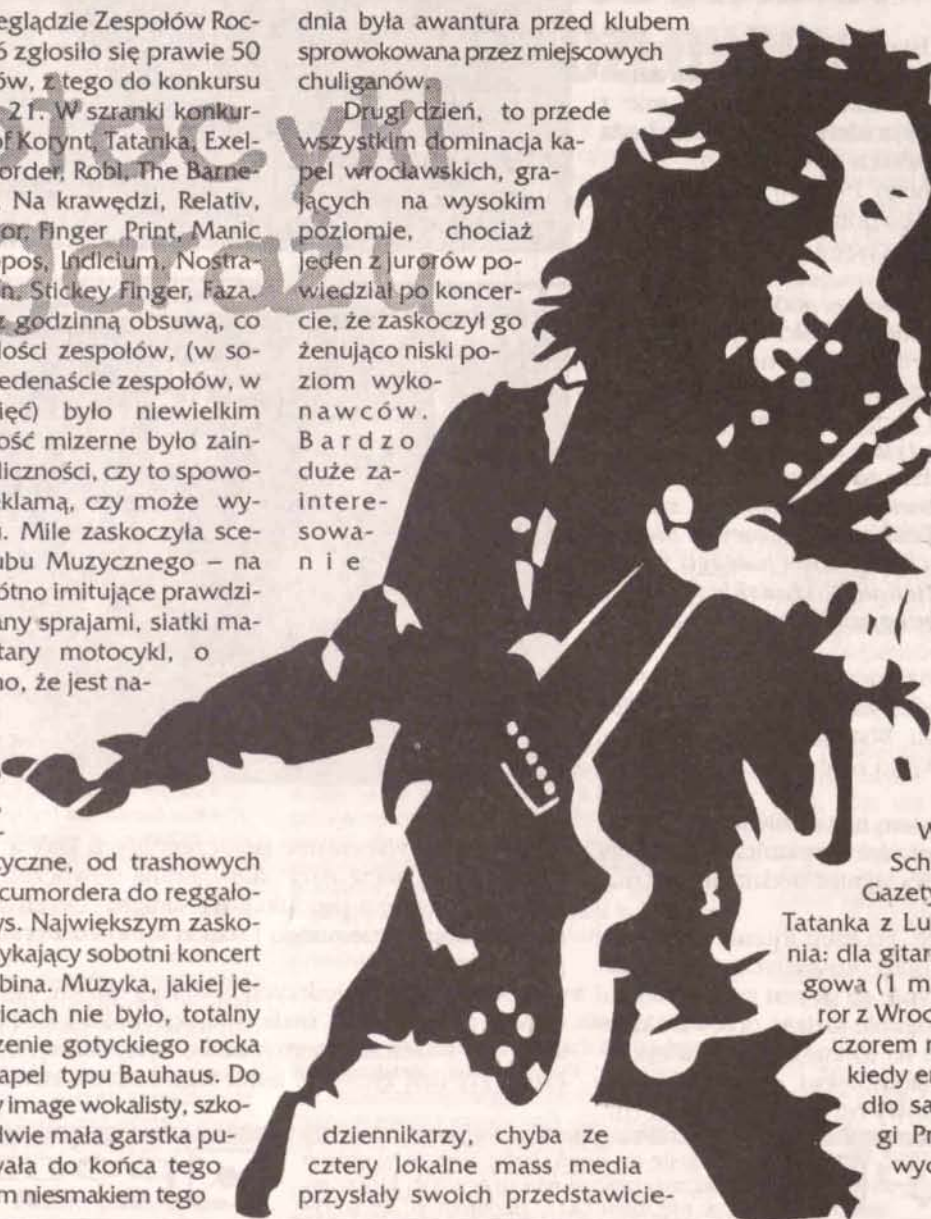 eglądzie Zespołów Roc-
6 zgłosiło się prawie 50
ów, z tego do konkursu
21. W szranki konkur-
of Korynt, Tatanka, Exel-
order, Robi, The Barne-
Na krawędzi, Relativ,
or, Finger Print, Manic
epos, Indicium, Nostra-
n, Stickey Finger, Faza.
z godzinną obsuwą, co
lości zespołów, (w so-
edenaście zespołów, w
ięć) było niewielkim
ość mizerne było zain-
liczności, czy to spowo-
eklamą, czy może wy-
i. Mile zaskoczyła sce-
ubu Muzycznego – na
ótno imitujące prawdzi-
any sprajami, siatki ma-
tary motocykl, o
no, że jest na-
yczne, od trashowych
cumordera do reggało-
ys. Największym zasko-
ykający sobotni koncert
bina. Muzyka, jakiej je-
icach nie było, totalny
zenie gotyckiego rocka
apel typu Bauhaus. Do
y image wokalisty, szko-
dwie mała garstka pu-
wała do końca tego
m niesmakiem tego
dnia była awantura przed klubem
sprowokowana przez miejscowych
chuliganów.
Drugi dzień, to przede
wszystkim dominacja ka-
pel wrocławskich, gra-
jących na wysokim
poziomie, chociaż
jeden z jurorów po-
wiedział po koncer-
cie, że zaskoczył go
żenująco niski po-
ziom wyko-
nawców.
Bardzo
duże za-
intere-
sowa-
nie
dziennikarzy, chyba ze
cztery lokalne mass media
przysłały swoich przedstawicie-
W
Sch
Gazety
Tatanka z Lu
nia: dla gitar
gowa (1 m
ror z Wroc
czorem r
kiedy er
dlo sa
gi Pr
wyc